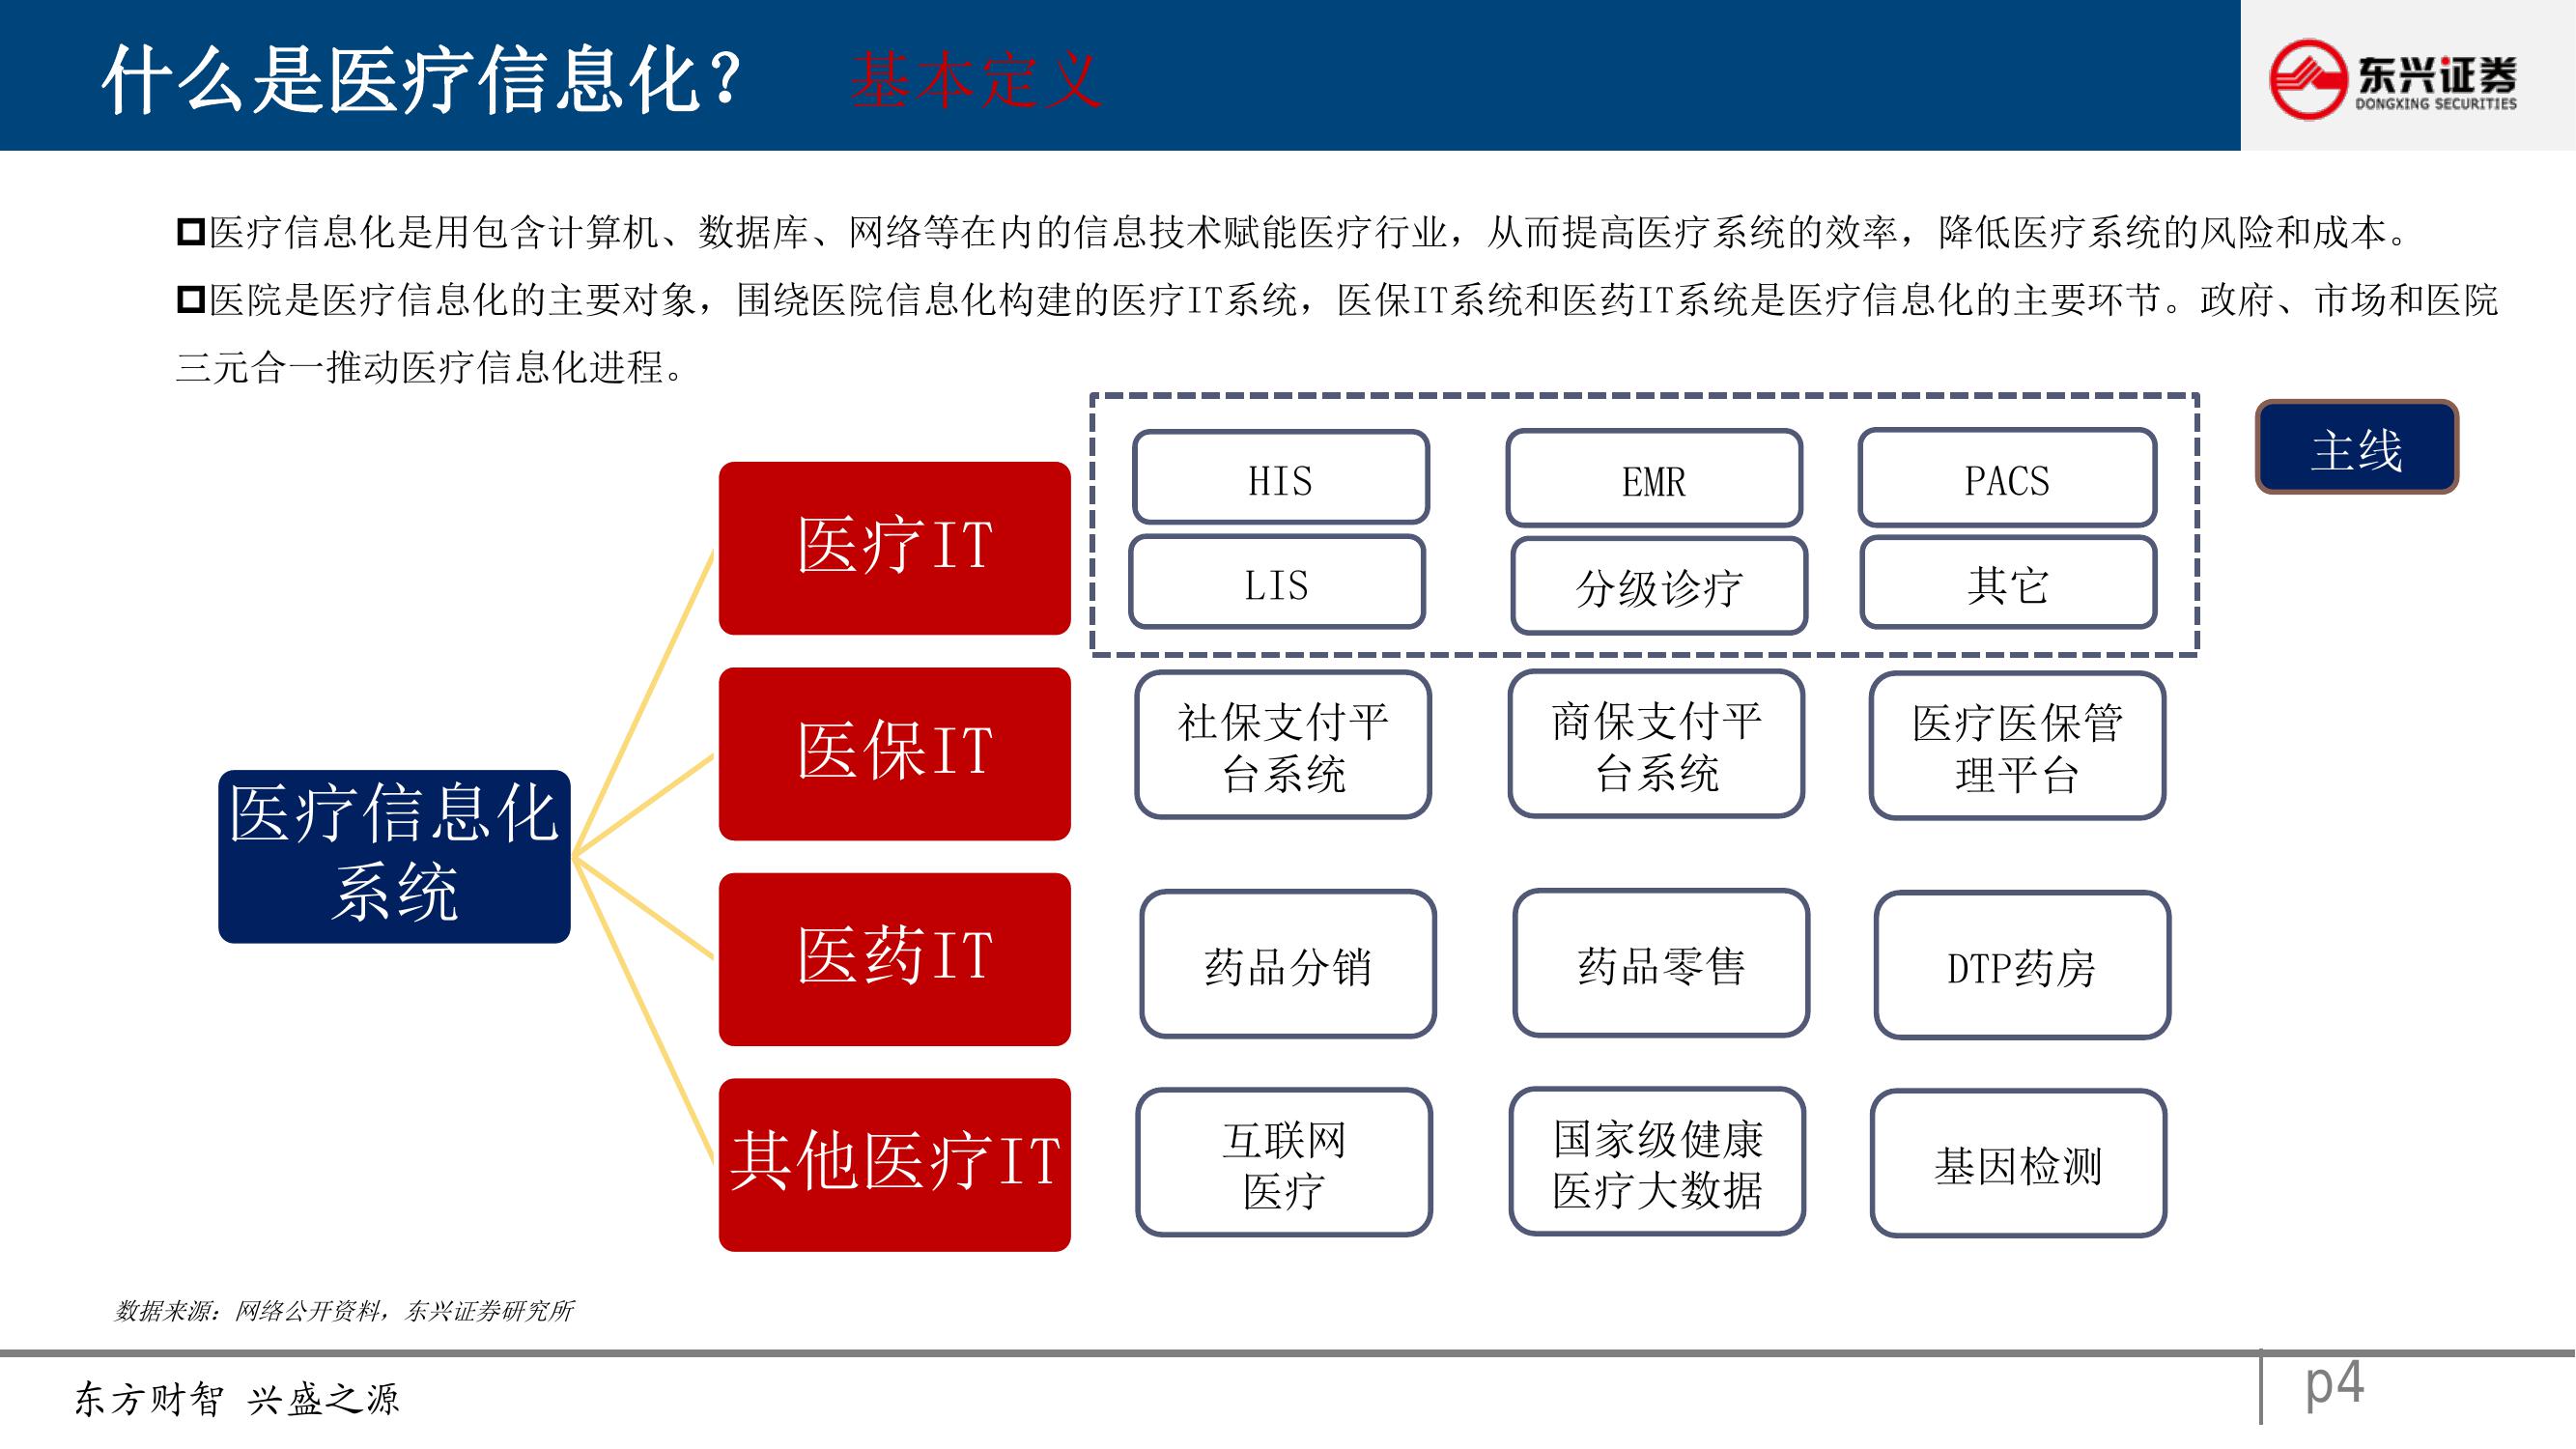 什么是医疗信息化？ 基本定义
东兴证券
DONGXING SECURITIES
医疗信息化是用包含计算机、数据库、网络等在内的信息技术赋能医疗行业，从而提高医疗系统的效率，降低医疗系统的风险和成本。
医院是医疗信息化的主要对象，围绕医院信息化构建的医疗IT系统，医保IT系统和医药IT系统是医疗信息化的主要环节。政府、市场和医院
三元合一推动医疗信息化进程。
主线
医疗信息化
系统
医疗IT
HIS
EMR
PACS
LIS
分级诊疗
其它
医保IT
社保支付平
台系统
商保支付平
台系统
医疗医保管
理平台
医药IT
药品分销
药品零售
DTP药房
其他医疗IT
互联网
医疗
国家级健康
医疗大数据
基因检测
数据来源：网络公开资料，东兴证券研究所
东方财智 兴盛之源
p4